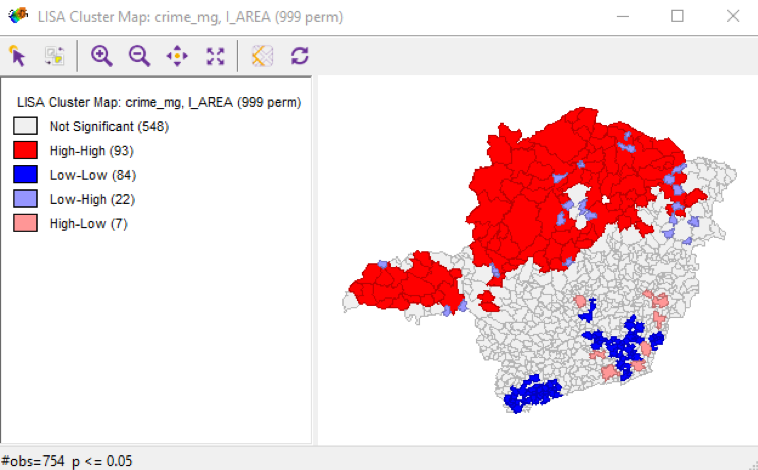 LISA Cluster Map: crime_mg, I_AREA (999 perm)
LISA Cluster Map: crime_mg, I_AREA (999 perm)
Not Significant (548)
High-High (93)
Low-Low (84)
Low-High (22)
High-Low (7)
#obs=754 p <= 0.05